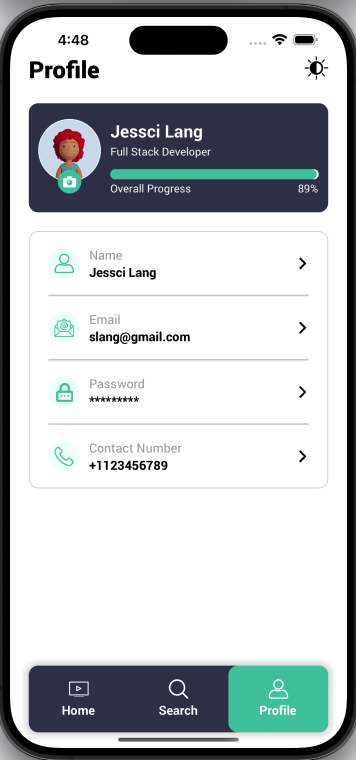 4:48
Profile
Jessci Lang
Full Stack Developer
Overall Progress 89%
Name
Jessci Lang
Email
slang@gmail.com
Password
*********
Contact Number
+1123456789
Home Search Profile